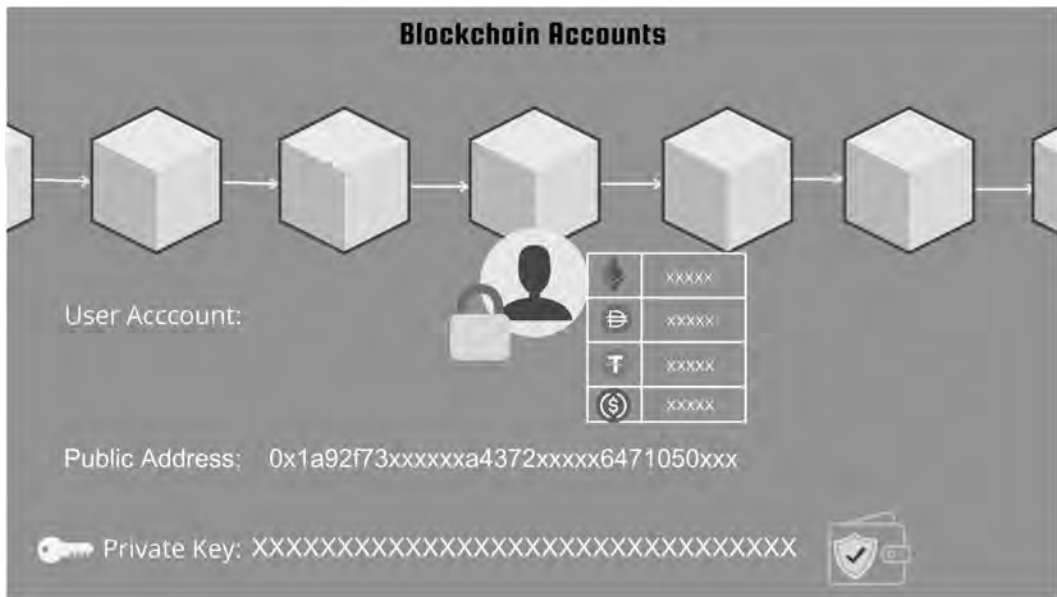 Blockchain Accounts
xxxxx
User Acccount:
xxxxx
xxxxx
xxxxx
Public Address: 0x1a92f73xxxxxxa4372xxxxx6471050xxx
Private Key: XXXXXXXXXXXXXXXXXXXXXXXXXXXXXXXX